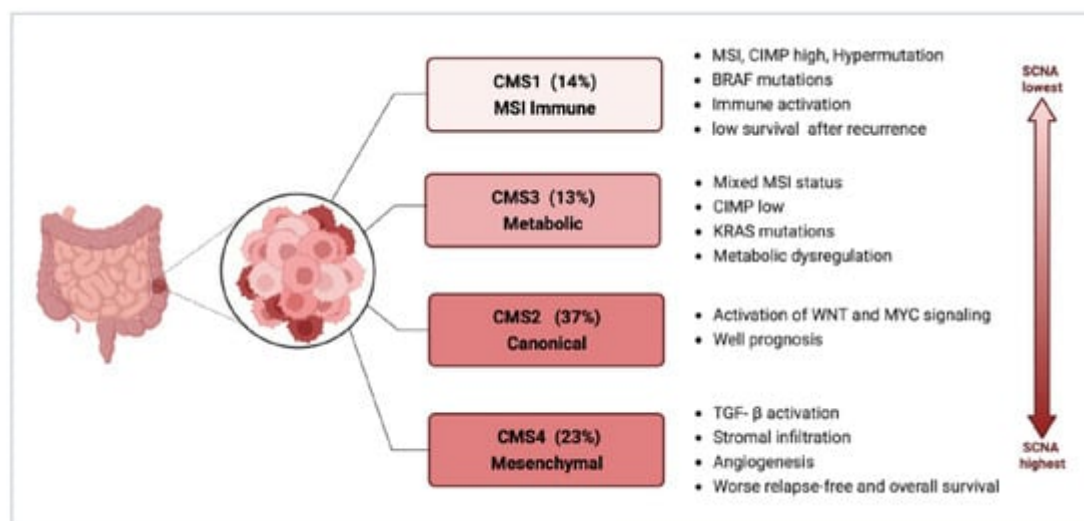 CMS1 (14%)
MSI Immune
• MSI, CIMP high, Hypermutation
• BRAF mutations
• Immune activation
• low survival after recurrence
CMS3 (13%)
Metabolic
• Mixed MSI status
• CIMP low
• KRAS mutations
• Metabolic dysregulation
CMS2 (37%)
Canonical
• Activation of WNT and MYC signaling
• Well prognosis
CMS4 (23%)
Mesenchymal
• TGF- β activation
• Stromal infiltration
• Angiogenesis
• Worse relapse-free and overall survival
SCNA
lowest
SCNA
highest